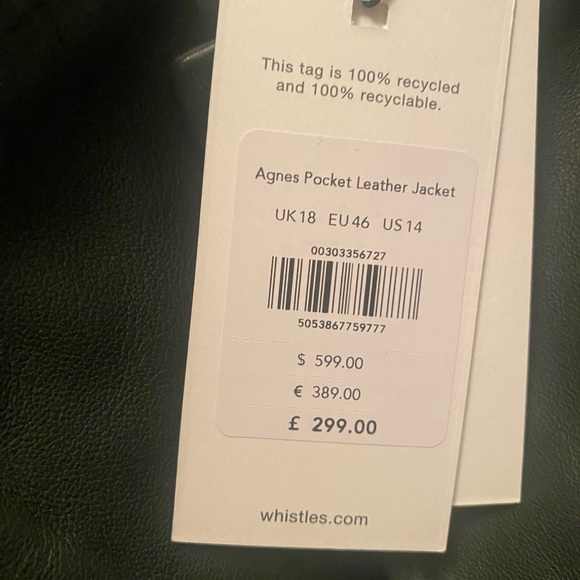 This tag is 100% recycled
and 100% recyclable.
Agnes Pocket Leather Jacket
UK18 EU46 US14
00303356727
5053867759777
$ 599.00
€ 389.00
£ 299.00
whistles.com